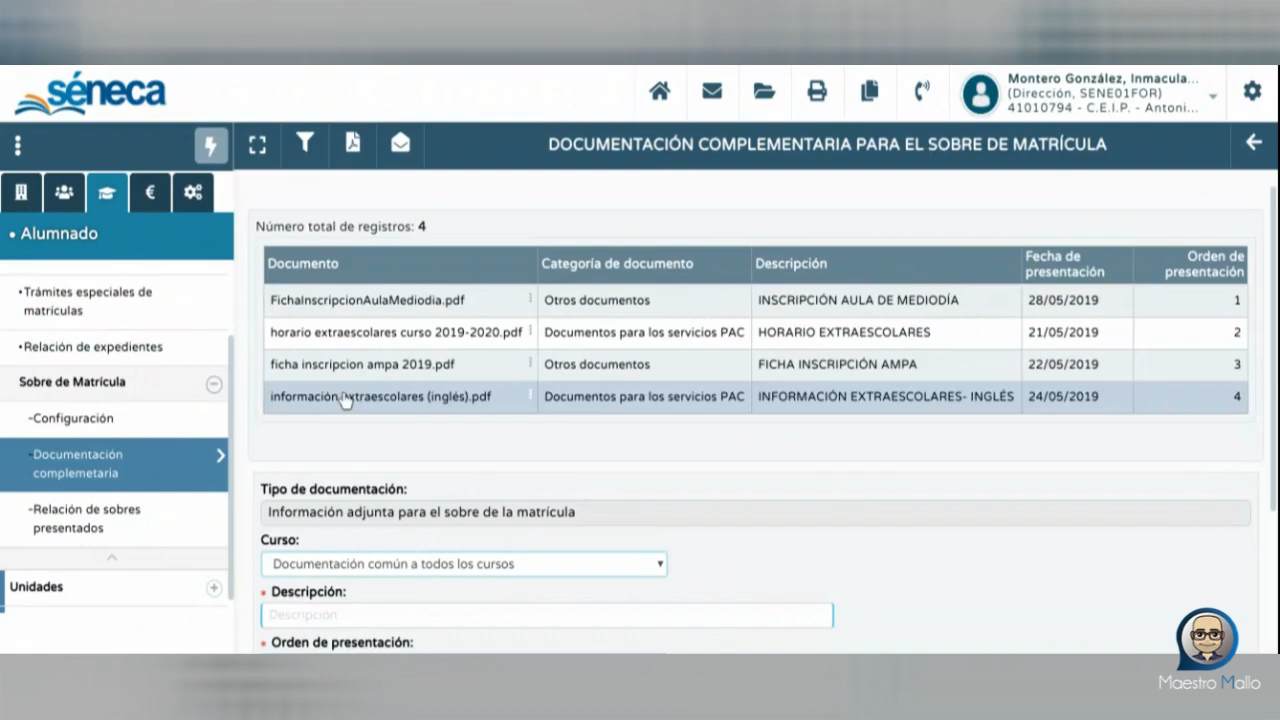 séneca
Montero González, Inmacula...
(Dirección, SENE01FOR)
41010794 - C.E.I.P. - Antoni...
DOCUMENTACIÓN COMPLEMENTARIA PARA EL SOBRE DE MATRÍCULA
€
• Alumnado
•Trámites especiales de
matrículas
•Relación de expedientes
Sobre de Matrícula
-Configuración
-Documentación
complemetaria
-Relación de sobres
presentados
Unidades
Número total de registros: 4
Documento Categoría de documento Descripción Fecha de presentación Orden de presentación
FichaInscripcionAulaMediodia.pdf Otros documentos INSCRIPCIÓN AULA DE MEDIODÍA 28/05/2019 1
horario extraescolares curso 2019-2020.pdf Documentos para los servicios PAC HORARIO EXTRAESCOLARES 21/05/2019 2
ficha inscripcion ampa 2019.pdf Otros documentos FICHA INSCRIPCIÓN AMPA 22/05/2019 3
información extraescolares (inglés).pdf Documentos para los servicios PAC INFORMACIÓN EXTRAESCOLARES- INGLÉS 24/05/2019 4
Tipo de documentación:
Información adjunta para el sobre de la matrícula
Curso:
Documentación común a todos los cursos
* Descripción:
Descripción
* Orden de presentación:
Maestro Mallo